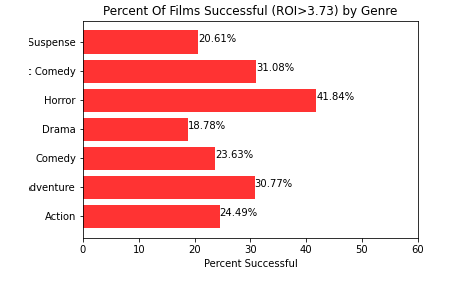 Percent Of Films Successful (ROI>3.73) by Genre
Suspense
20.61%
: Comedy
31.08%
Horror
41.84%
Drama
18.78%
Comedy
23.63%
dventure
30.77%
Action
24.49%
0 10 20 30 40 50 60
Percent Successful